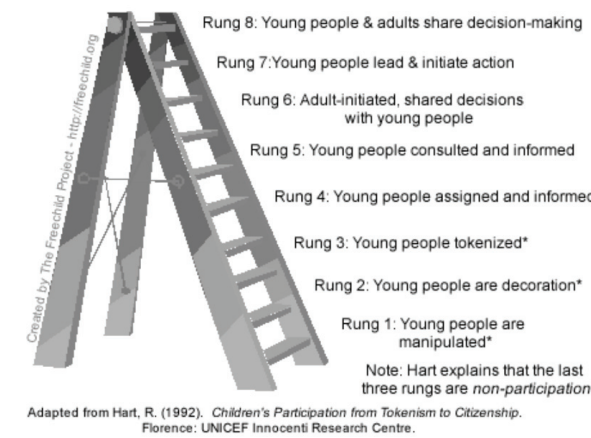 Rung 8: Young people & adults share decision-making
Rung 7:Young people lead & initiate action
Rung 6: Adult-initiated, shared decisions
with young people
Rung 5: Young people consulted and informed
Rung 4: Young people assigned and informed
Rung 3: Young people tokenized*
Rung 2: Young people are decoration*
Rung 1: Young people are
manipulated*
Note: Hart explains that the last
three rungs are non-participation
Created by The Freechild Project - http://freechild.org
Adapted from Hart, R. (1992). Children's Participation from Tokenism to Citizenship.
Florence: UNICEF Innocenti Research Centre.